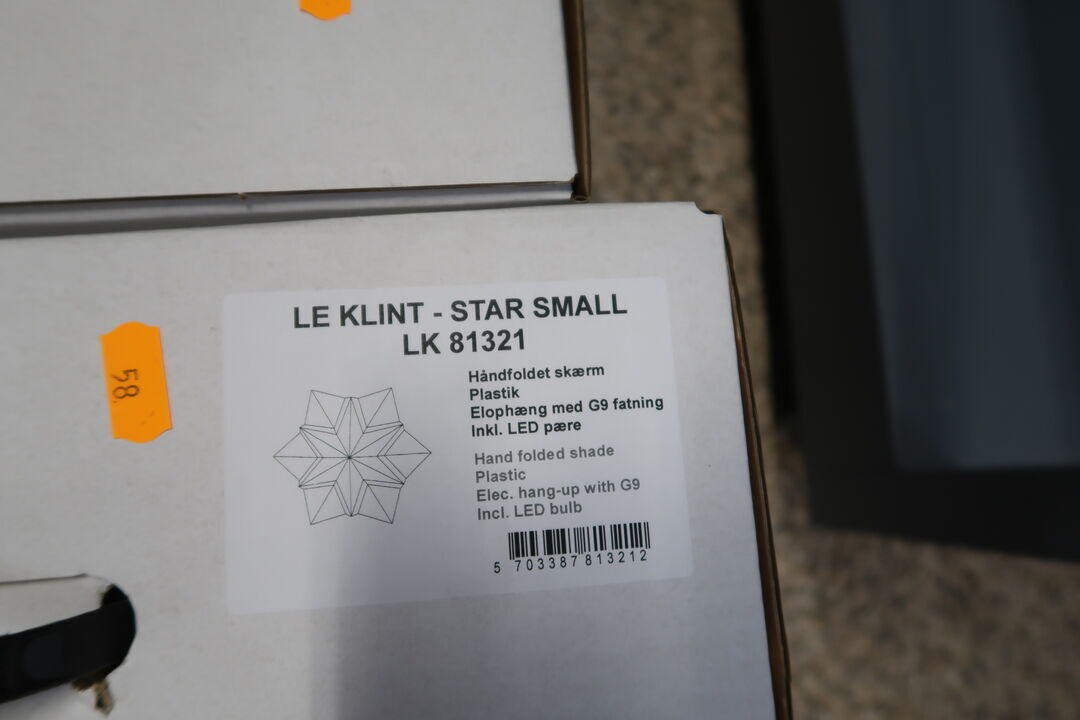 LE KLINT - STAR SMALL
LK 81321
Håndfoldet skærm
Plastik
Elophæng med G9 fatning
Inkl. LED pære
Hand folded shade
Plastic
Elec. hang-up with G9
Incl. LED bulb
5 703387 813212
58.